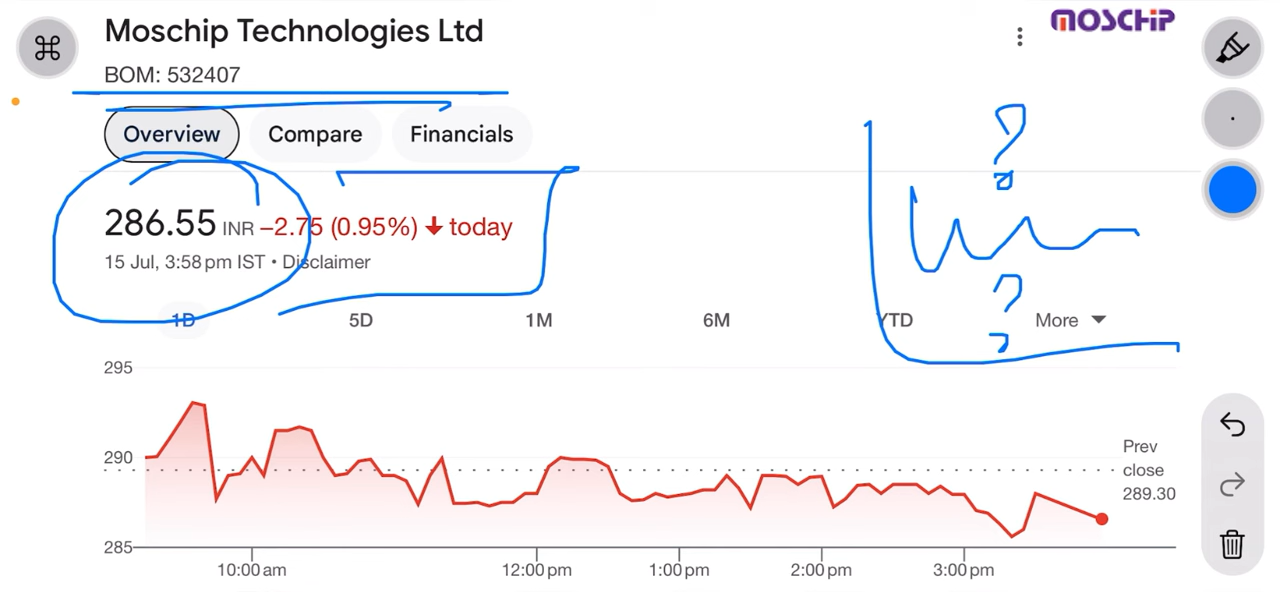 Moschip Technologies Ltd
MOSCHIP
BOM: 532407
Overview Compare Financials
286.55 INR −2.75 (0.95%) ↓ today
15 Jul, 3:58 pm IST • Disclaimer
1D 5D 1M 6M YTD More
?
?
295
290
285
Prev
close
289.30
10:00 am 12:00 pm 1:00 pm 2:00 pm 3:00 pm